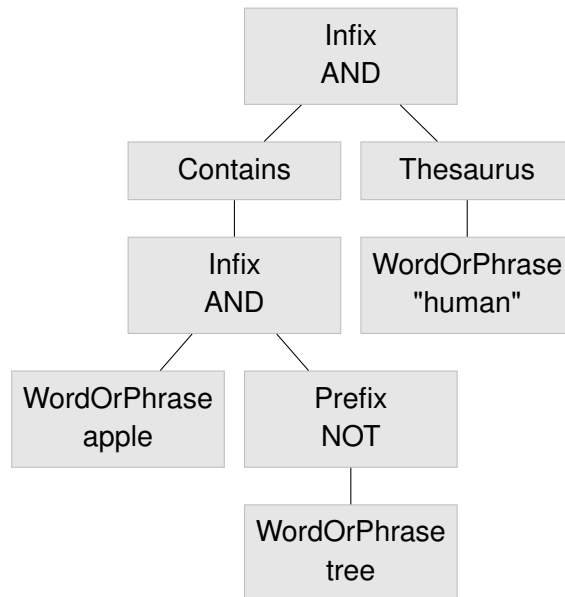 Infix
AND
Contains
Thesaurus
Infix
AND
WordOrPhrase
"human"
WordOrPhrase
apple
Prefix
NOT
WordOrPhrase
tree